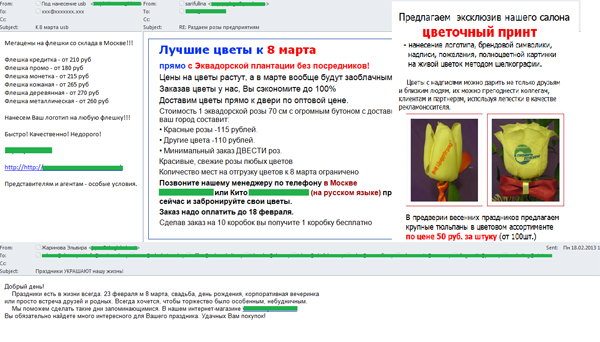 From: Под нанесение usb
To: xxx@xxxxxxx.xxx
Cc:
Subject: К 8 марта usb
Мегацены на флешки со склада в Москве!!!
Флешка кредитка - от 210 руб
Флешка промо - от 180 руб
Флешка монетка - от 215 руб
Флешка кожаная - от 265 руб
Флешка деревянная - от 270 руб
Флешка металлическая - от 260 руб
Нанесем Ваш логотип на любую флешку!!!
Быстро! Качественно! Недорого!
http://http:/
Представителям и агентам - особые условия.
From: sarifulina
To:
Cc:
Subject: RE: Раздаем розы предприятиям
Лучшие цветы к 8 марта
прямо с Эквадорской плантации без посредников!
Цены на цветы растут, а в марте вообще будут заоблачным
Заказав цветы у нас, Вы сэкономите до 100%
Доставим цветы прямо к двери по оптовой цене.
Стоимость 1 эквадорской розы 70 см с огромным бутоном с достав
ваш город составит:
• Красные розы -115 рублей.
• Другие цвета -110 рублей.
• Минимальный заказ ДВЕСТИ роз.
Красивые, свежие розы любых цветов
Количество мест на отгрузку цветов к 8 марта ограничено
Позвоните нашему менеджеру по телефону в Москве
или Кито (на русском языке) пр
сейчас и забронируйте свои цветы.
Заказ надо оплатить до 18 февраля.
Сделав заказ на 10 коробок вы получите 1 коробку бесплатно
Предлагаем эксклюзив нашего салона
цветочный принт
- нанесение логотипа, брендовой символики,
надписи, пожелания, полноцветной картинки
на живой цветок методом шелкографии.
Цветы с надписями можно дарить не только друзьям
и близким людям, их можно преподнести коллегам,
клиентам и партнерам, используя лепестки в качестве
рекламоносителя.
В преддверии весенних праздников предлагаем
крупные тюльпаны в цветовом ассортименте
по цене 50 руб. за штуку (от 100шт.)
From: Жаринова Эльвира
Sent: Пн 18.02.2013 1
To:
Cc:
Subject: Праздники УКРАШАЮТ нашу жизнь!
Добрый день!
Праздники есть в жизни всегда. 23 февраля м 8 марта, свадьба, день рождения, корпоративная вечеринка
или просто встреча друзей и родных. Всегда хочется, чтобы торжество было особенным, небудничным.
Мы поможем сделать такие дни запоминающимися. В нашем интернет-магазине
Вы обязательно найдете много интересного для Вашего праздника. Удачных Вам покупок!